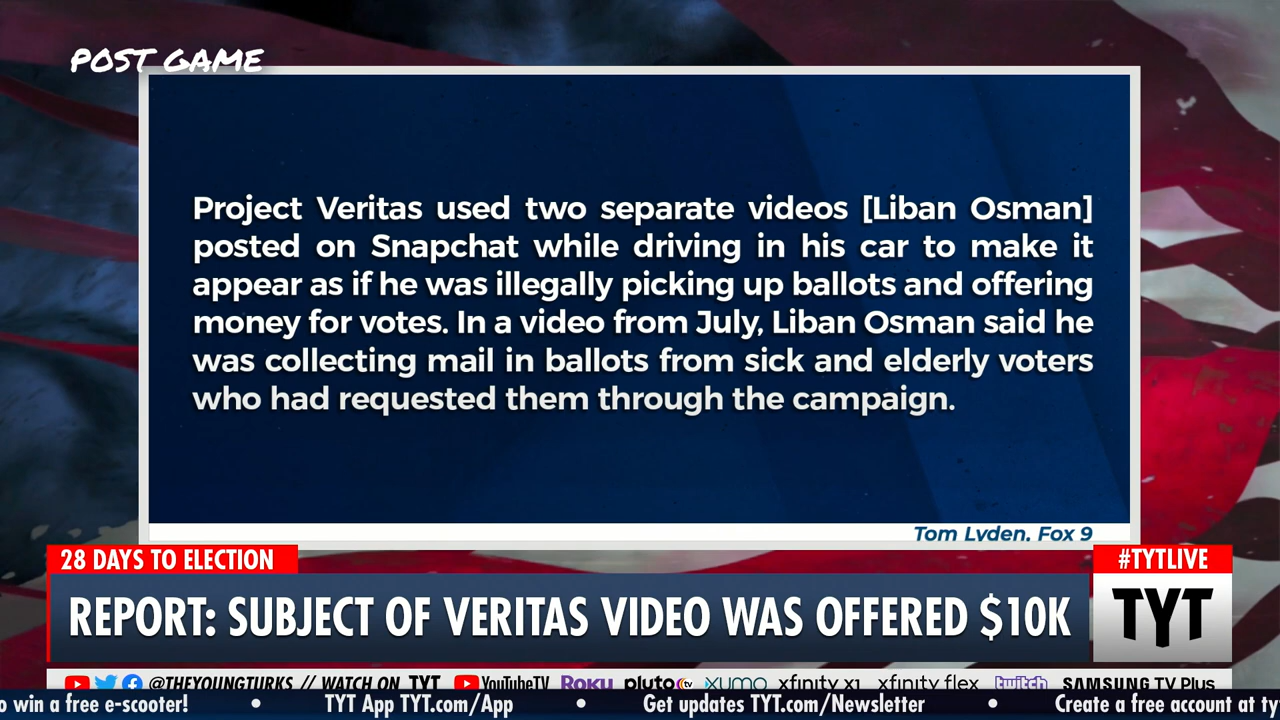 POST GAME
Project Veritas used two separate videos [Liban Osman]
posted on Snapchat while driving in his car to make it
appear as if he was illegally picking up ballots and offering
money for votes. In a video from July, Liban Osman said he
was collecting mail in ballots from sick and elderly voters
who had requested them through the campaign.
Tom Lyden, Fox 9
28 DAYS TO ELECTION
#TYTLIVE
REPORT: SUBJECT OF VERITAS VIDEO WAS OFFERED $10K
TYT
@THEYOUNGTURKS // WATCH ON TYT YouTubeTV Roku pluto tv xumo xfinity x1 xfinity flex twitch SAMSUNG TV Plus
o win a free e-scooter! • TYT App TYT.com/App • Get updates TYT.com/Newsletter • Create a free account at ty